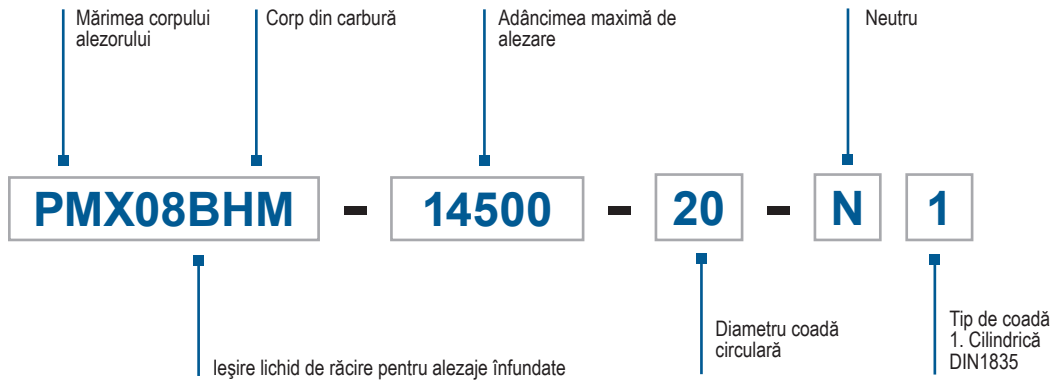 Mărimea corpului
alezorului
Corp din carbură
Adâncimea maximă de
alezare
Neutru
PMX08BHM - 14500 - 20 - N 1
Ieşire lichid de răcire pentru alezaje înfundate
Diametru coadă
circulară
Tip de coadă
1. Cilindrică
DIN1835